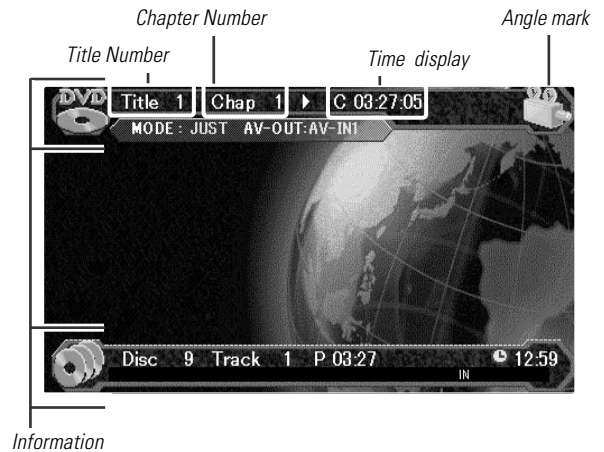 Chapter Number
Angle mark
Title Number
Time display
DVD
Title 1 Chap 1 C 03:27:05
MODE : JUST AV-OUT:AV-IN1
Disc 9 Track 1 P 03:27 12:59
IN
Information